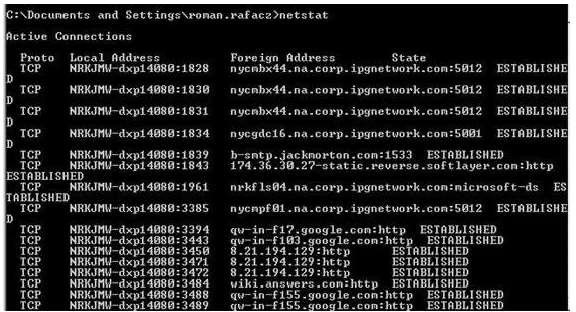 C:\Documents and Settings\roman.rafacz>netstat
Active Connections
Proto Local Address Foreign Address State
TCP NRKJMW-dxp14080:1828 nycmbx44.na.corp.ipgnetwork.com:5012 ESTABLISHE
D
TCP NRKJMW-dxp14080:1830 nycmbx44.na.corp.ipgnetwork.com:5012 ESTABLISHE
D
TCP NRKJMW-dxp14080:1831 nycmbx44.na.corp.ipgnetwork.com:5012 ESTABLISHE
D
TCP NRKJMW-dxp14080:1834 nycgdc16.na.corp.ipgnetwork.com:5001 ESTABLISHE
D
TCP NRKJMW-dxp14080:1839 b-smtp.jackmorton.com:1533 ESTABLISHED
TCP NRKJMW-dxp14080:1843 174.36.30.27-static.reverse.softlayer.com:http
ESTABLISHED
TCP NRKJMW-dxp14080:1961 nrkfls04.na.corp.ipgnetwork.com:microsoft-ds ES
TABLISHED
TCP NRKJMW-dxp14080:3385 nycmpf01.na.corp.ipgnetwork.com:5012 ESTABLISHE
D
TCP NRKJMW-dxp14080:3394 qw-in-f17.google.com:http ESTABLISHED
TCP NRKJMW-dxp14080:3443 qw-in-f103.google.com:http ESTABLISHED
TCP NRKJMW-dxp14080:3450 8.21.194.129:http ESTABLISHED
TCP NRKJMW-dxp14080:3471 8.21.194.129:http ESTABLISHED
TCP NRKJMW-dxp14080:3472 8.21.194.129:http ESTABLISHED
TCP NRKJMW-dxp14080:3484 wiki.answers.com:http ESTABLISHED
TCP NRKJMW-dxp14080:3488 qw-in-f155.google.com:http ESTABLISHED
TCP NRKJMW-dxp14080:3489 qw-in-f155.google.com:http ESTABLISHED